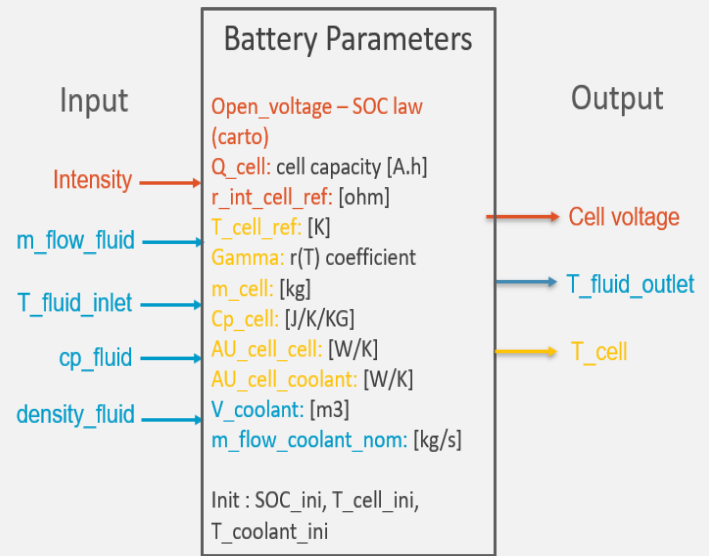 Input
Intensity
m_flow_fluid
T_fluid_inlet
cp_fluid
density_fluid
Battery Parameters
Open_voltage – SOC law
(carto)
Q_cell: cell capacity [A.h]
r_int_cell_ref: [ohm]
T_cell_ref: [K]
Gamma: r(T) coefficient
m_cell: [kg]
Cp_cell: [J/K/KG]
AU_cell_cell: [W/K]
AU_cell_coolant: [W/K]
V_coolant: [m3]
m_flow_coolant_nom: [kg/s]
Init : SOC_ini, T_cell_ini,
T_coolant_ini
Output
Cell voltage
T_fluid_outlet
T_cell